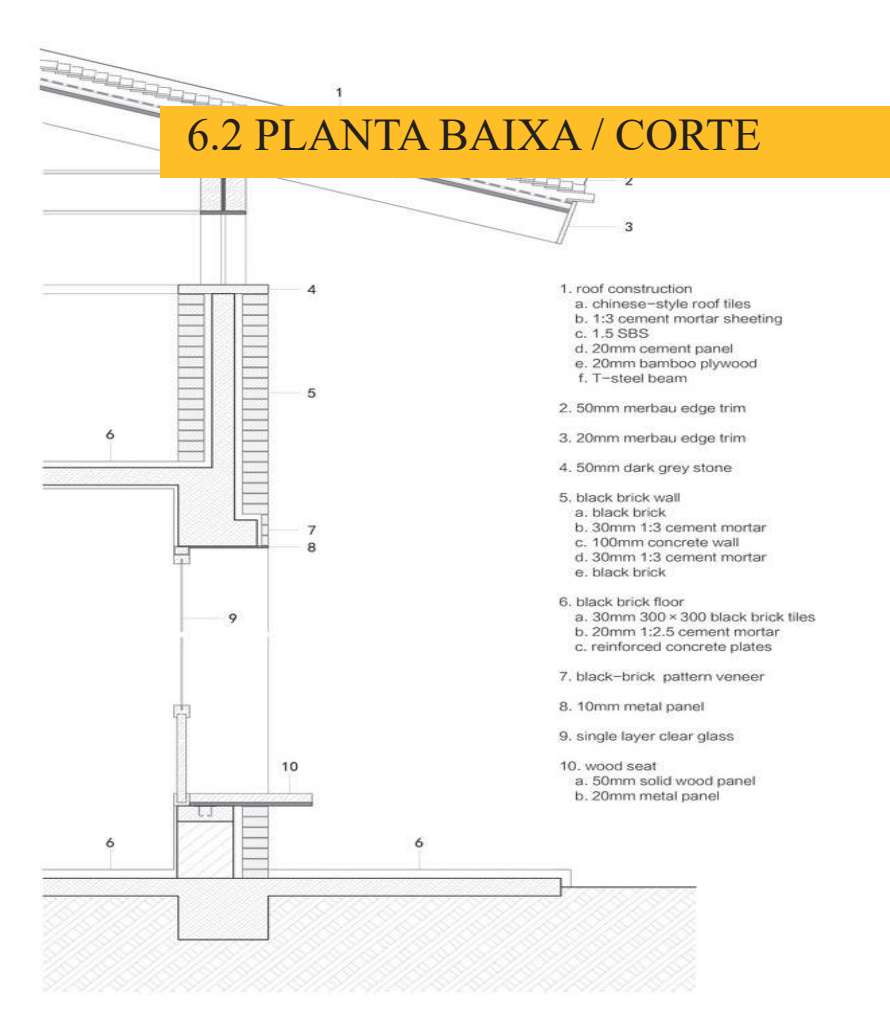 1
6.2 PLANTA BAIXA / CORTE
2
3
4
5
6
7
8
9
10
6
6
1. roof construction
a. chinese-style roof tiles
b. 1:3 cement mortar sheeting
c. 1.5 SBS
d. 20mm cement panel
e. 20mm bamboo plywood
f. T-steel beam
2. 50mm merbau edge trim
3. 20mm merbau edge trim
4. 50mm dark grey stone
5. black brick wall
a. black brick
b. 30mm 1:3 cement mortar
c. 100mm concrete wall
d. 30mm 1:3 cement mortar
e. black brick
6. black brick floor
a. 30mm 300 × 300 black brick tiles
b. 20mm 1:2.5 cement mortar
c. reinforced concrete plates
7. black-brick pattern veneer
8. 10mm metal panel
9. single layer clear glass
10. wood seat
a. 50mm solid wood panel
b. 20mm metal panel